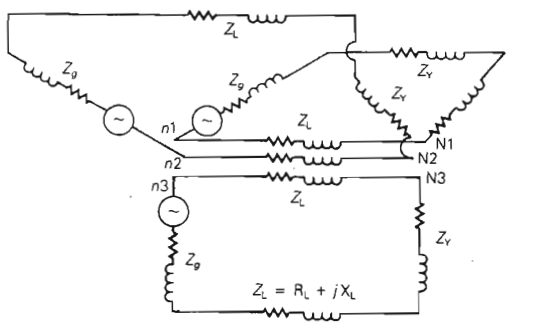 Z_L
Z_g
Z_g
Z_Y
Z_Y
n1
Z_L
N1
n2
N2
n3
N3
Z_L
Z_g
Z_Y
Z_L = R_L + jX_L